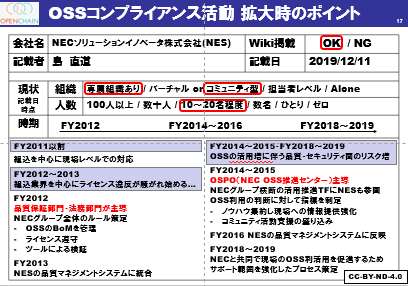 OPENCHAIN
OSSコンプライアンス活動 拡大時のポイント
17
会社名 NECソリューションイノベータ株式会社(NES) Wiki掲載 OK / NG
記載者 島 直道 記載日 2019/12/11
現状 記載日時点
組織 専属組織あり / バーチャル or コミュニティ型 / 担当者レベル / Alone
人数 100人以上 / 数十人 / 10~20名程度 / 数名 / ひとり / ゼロ
時期 FY2012 FY2014~2016 FY2018~2019
FY2011以前
組込を中心に現場レベルでの対応
FY2012~2013
組込業界を中心にライセンス違反が騒がれ始める...
FY2012
品質保証部門・法務部門が主導
NECグループ全体のルール策定
- OSSのBoMを管理
- ライセンス遵守
- ツールによる検証
FY2013
NESの品質マネジメントシステムに統合
FY2014~2015・FY2018~2019
OSSの活用増に伴う品質・セキュリティ面のリスク増
FY2014~2015
OSPO(NEC OSS推進センター)主導
NECグループ横断の活用推進TFにNESも参画
OSS利用の判断に対して指標を制定
- ノウハウ集約し現場への情報提供強化
- コミュニティ活動支援の盛り込み
FY2016 NESの品質マネジメントシステムに反映
FY2018~2019
NECと共同で現場のOSS利活用を促進するため
サポート範囲を強化したプロセス策定
CC-BY-ND-4.0